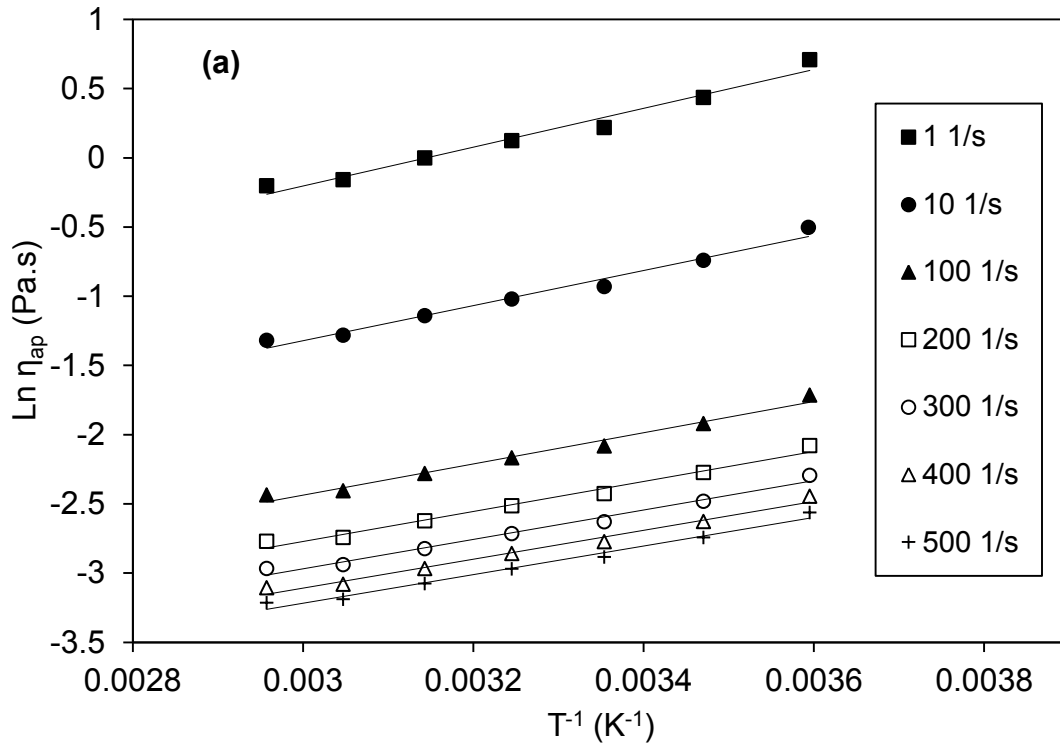 (a)
Ln ηap (Pa.s)
1
0.5
0
-0.5
-1
-1.5
-2
-2.5
-3
-3.5
0.0028
0.003
0.0032
0.0034
0.0036
0.0038
T-1 (K-1)
1 1/s
10 1/s
100 1/s
200 1/s
300 1/s
400 1/s
500 1/s